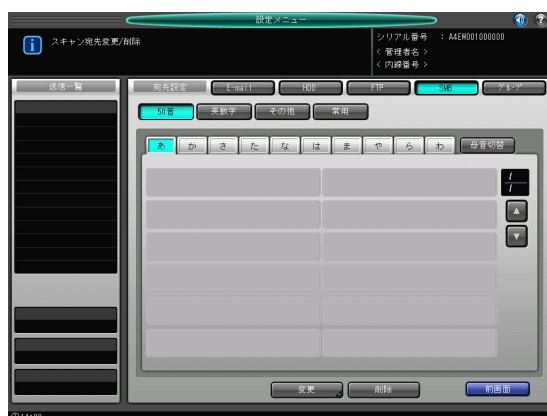 設定メニュー
スキャン宛先変更/削除
シリアル番号 : A4EW001000000
< 管理者名 >
< 内線番号 >
送信一覧
宛先設定 E-mail HDD FTP SMB グループ
50音 英数字 その他 常用
あ か さ た な は ま や ら わ 母音切替
1/1
変更 削除 前画面